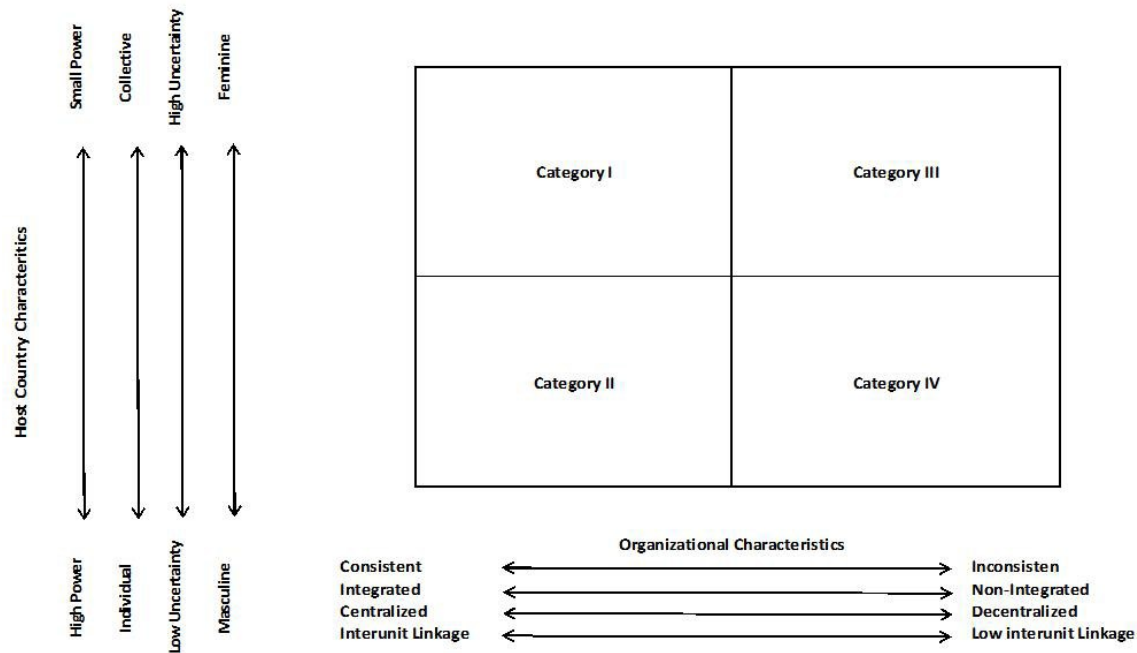 Small Power
Collective
High Uncertainty
Feminine
Host Country Characteritics
High Power
Individual
Low Uncertainty
Masculine
Category I
Category III
Category II
Category IV
Organizational Characteristics
Consistent
Inconsisten
Integrated
Non-Integrated
Centralized
Decentralized
Interunit Linkage
Low interunit Linkage